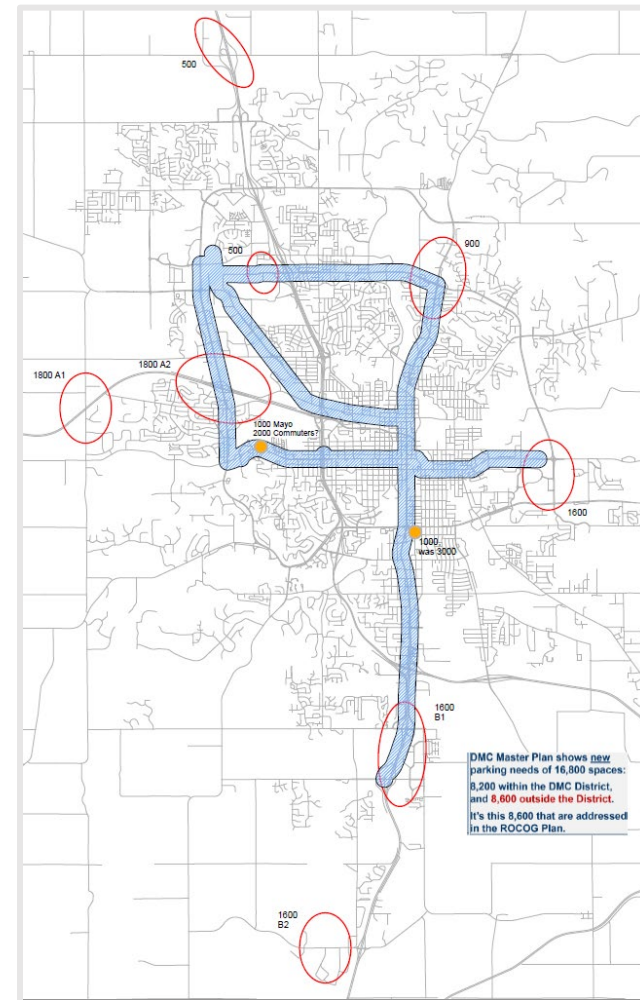 500
500
900
1800 A1
1800 A2
1000 Mayo
2000 Commuters?
1600
1000,
was 3000
1600
B1
DMC Master Plan shows new
parking needs of 16,800 spaces:
8,200 within the DMC District,
and 8,600 outside the District.
It's this 8,600 that are addressed
in the ROCOG Plan.
1600
B2